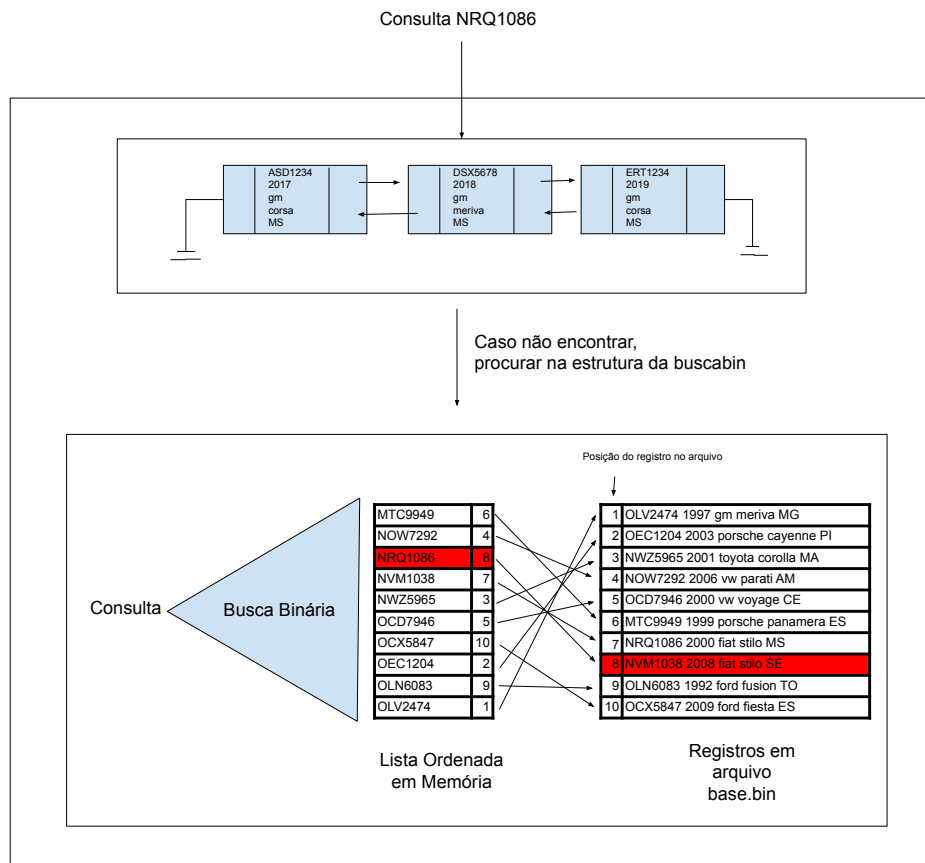 Consulta NRQ1086
ASD1234
2017
gm
corsa
MS
DSX5678
2018
gm
meriva
MS
ERT1234
2019
gm
corsa
MS
Caso não encontrar,
procurar na estrutura da buscabin
Posição do registro no arquivo
Consulta
Busca Binária
MTC9949 6
NOW7292 4
NRQ1086 8
NVM1038 7
NWZ5965 3
OCD7946 5
OCX5847 10
OEC1204 2
OLN6083 9
OLV2474 1
1 OLV2474 1997 gm meriva MG
2 OEC1204 2003 porsche cayenne PI
3 NWZ5965 2001 toyota corolla MA
4 NOW7292 2006 vw parati AM
5 OCD7946 2000 vw voyage CE
6 MTC9949 1999 porsche panamera ES
7 NRQ1086 2000 fiat stilo MS
8 NVM1038 2008 fiat stilo SE
9 OLN6083 1992 ford fusion TO
10 OCX5847 2009 ford fiesta ES
Lista Ordenada
em Memória
Registros em
arquivo
base.bin